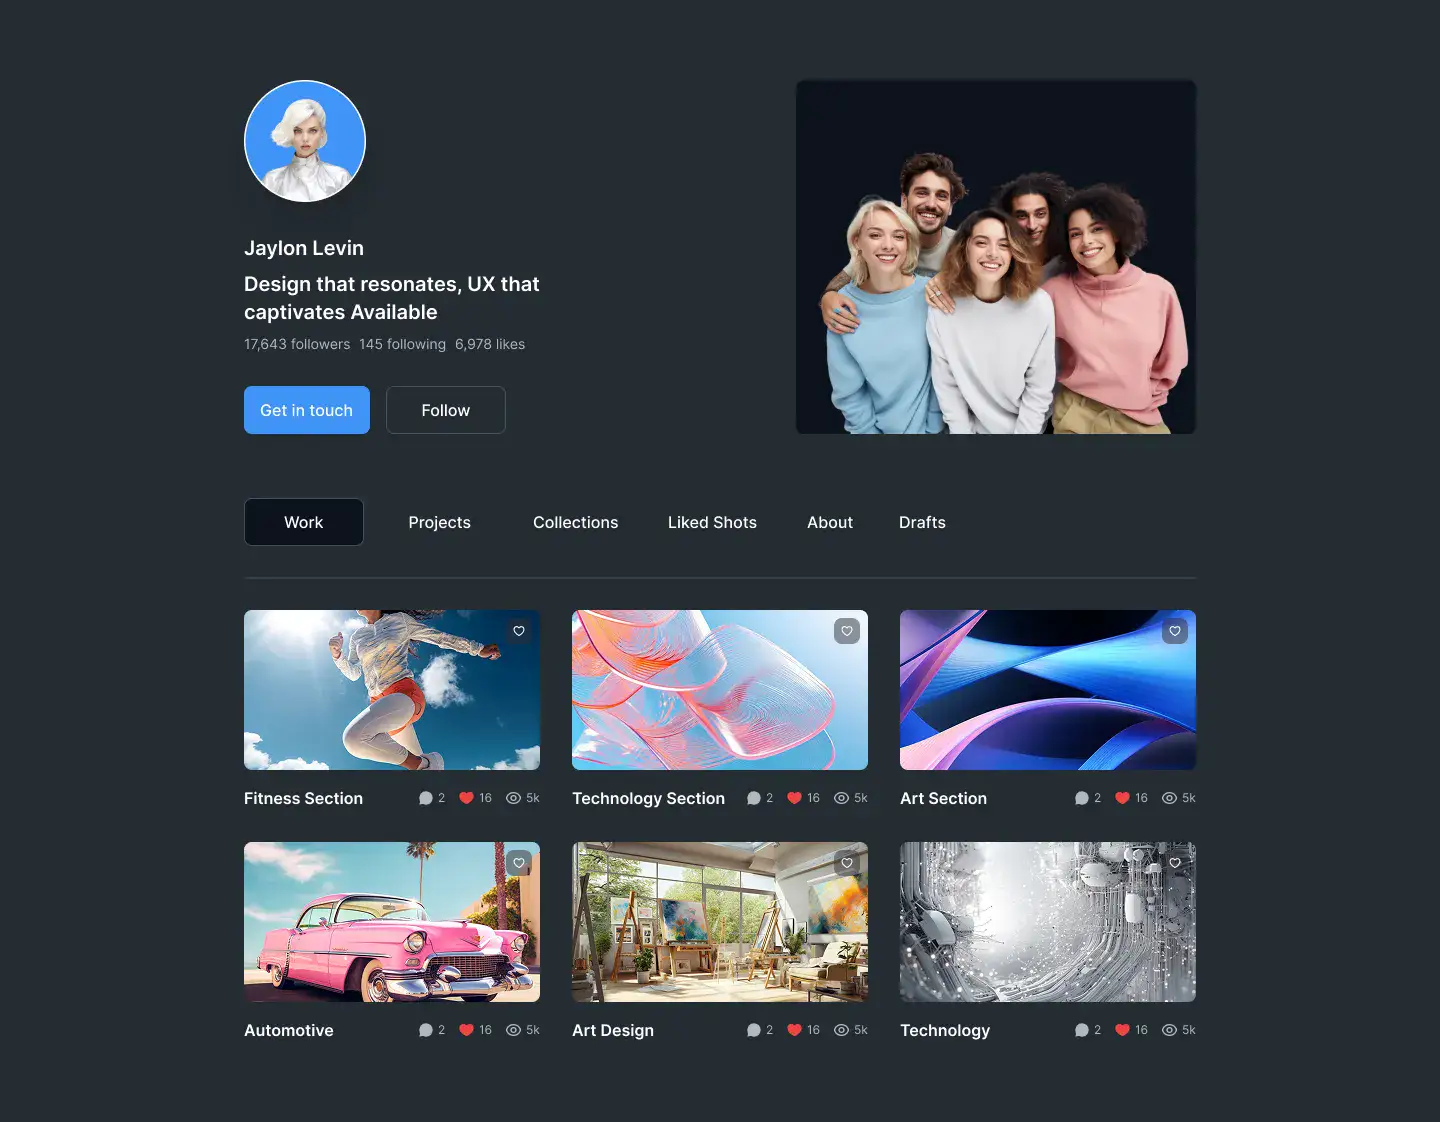 Jaylon Levin
Design that resonates, UX that
captivates Available
17,643 followers 145 following 6,978 likes
Get in touch Follow
Work Projects Collections Liked Shots About Drafts
Fitness Section 2 16 5k Technology Section 2 16 5k Art Section 2 16 5k
Automotive 2 16 5k Art Design 2 16 5k Technology 2 16 5k